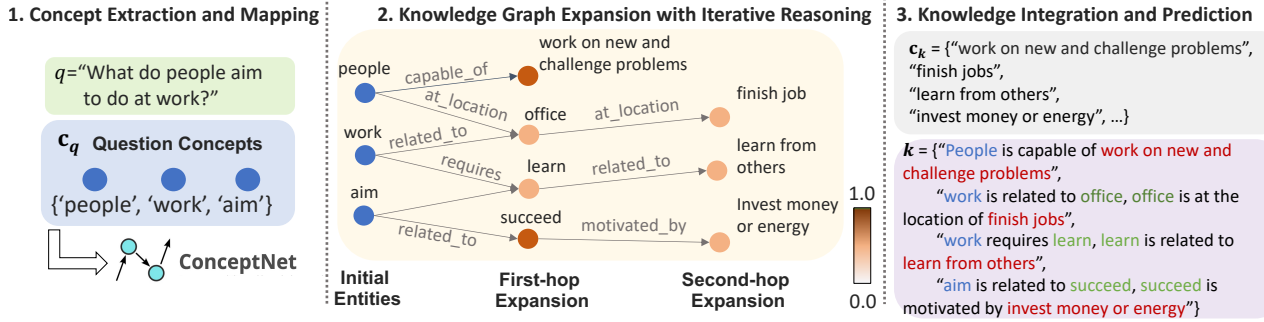 1. Concept Extraction and Mapping
q="What do people aim
to do at work?"
c_q Question Concepts
{'people', 'work', 'aim'}
ConceptNet
2. Knowledge Graph Expansion with Iterative Reasoning
people
work
aim
capable_of
at_location
related_to
requires
related_to
work on new and
challenge problems
office
learn
succeed
at_location
related_to
motivated_by
finish job
learn from
others
Invest money
or energy
Initial
Entities
First-hop
Expansion
Second-hop
Expansion
1.0
0.0
3. Knowledge Integration and Prediction
c_k = {"work on new and challenge problems",
"finish jobs",
"learn from others",
"invest money or energy", ...}
k = {"People is capable of work on new and
challenge problems",
"work is related to office, office is at the
location of finish jobs",
"work requires learn, learn is related to
learn from others",
"aim is related to succeed, succeed is
motivated by invest money or energy"}